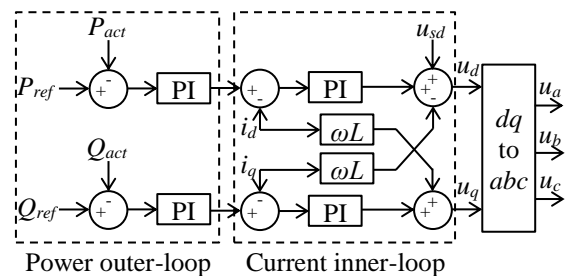 P_act
u_sd
-
+
u_d
P_ref
+
PI
+
-
PI
+
-
u_a
i_d
ωL
dq
to
abc
u_b
Q_act
i_q
ωL
u_c
-
u_q
Q_ref
+
PI
-
+
PI
+
+
Power outer-loop
Current inner-loop